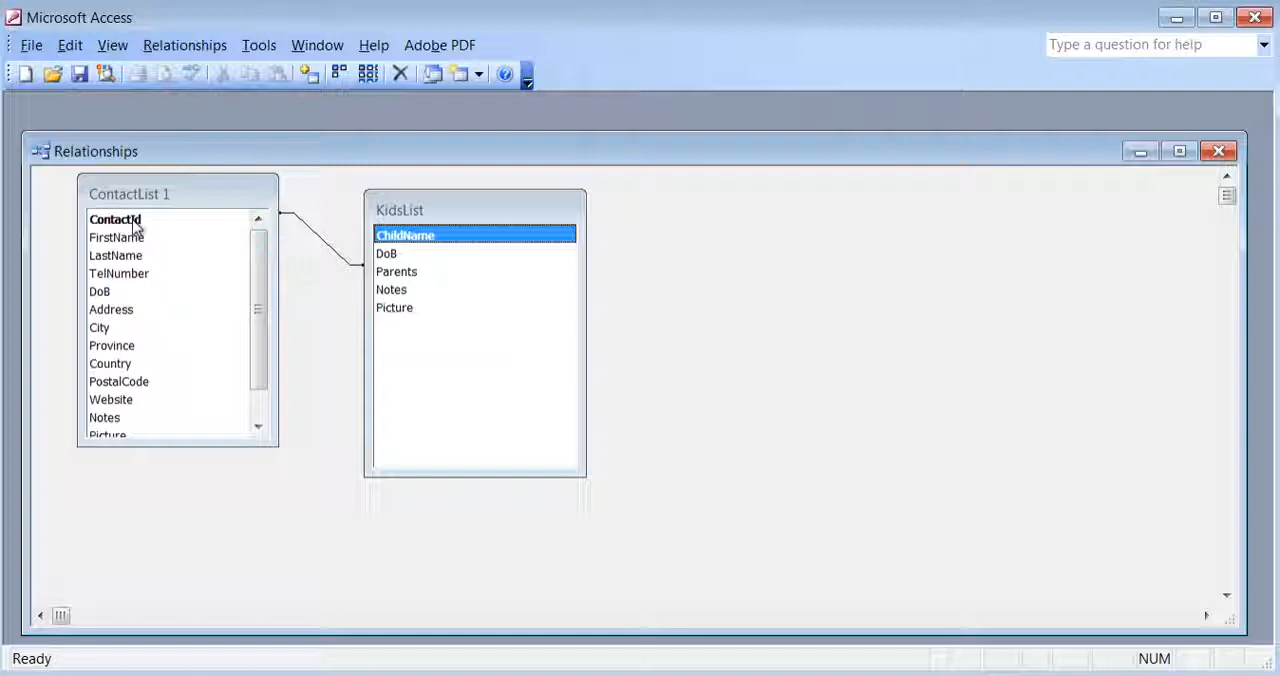 Microsoft Access
File Edit View Relationships Tools Window Help Adobe PDF
Type a question for help
Relationships
ContactList 1
ContactId
FirstName
LastName
TelNumber
DoB
Address
City
Province
Country
PostalCode
Website
Notes
Picture
KidsList
ChildName
DoB
Parents
Notes
Picture
Ready
NUM